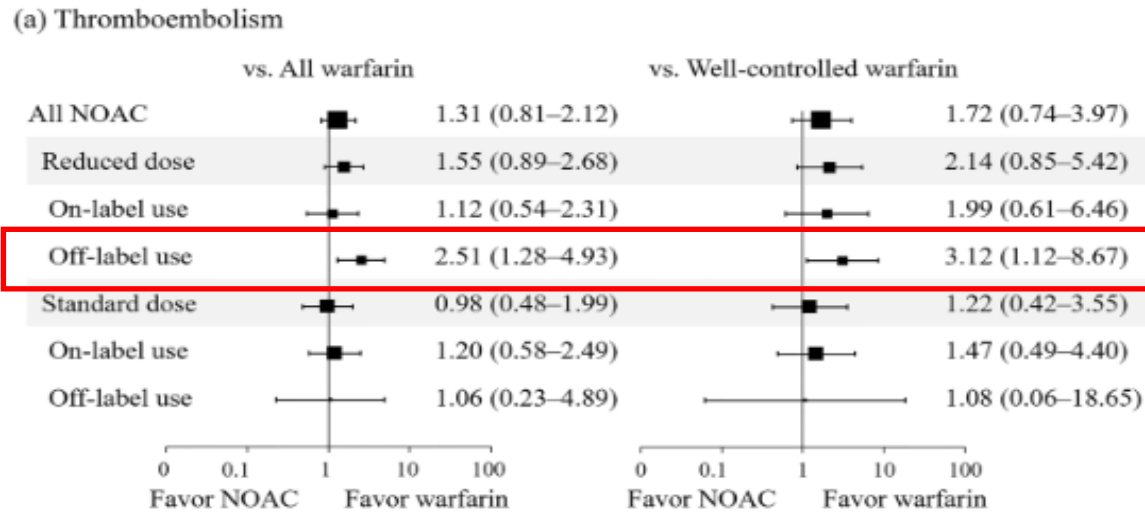 (a) Thromboembolism
vs. All warfarin vs. Well-controlled warfarin
All NOAC 1.31 (0.81–2.12) 1.72 (0.74–3.97)
Reduced dose 1.55 (0.89–2.68) 2.14 (0.85–5.42)
On-label use 1.12 (0.54–2.31) 1.99 (0.61–6.46)
Off-label use 2.51 (1.28–4.93) 3.12 (1.12–8.67)
Standard dose 0.98 (0.48–1.99) 1.22 (0.42–3.55)
On-label use 1.20 (0.58–2.49) 1.47 (0.49–4.40)
Off-label use 1.06 (0.23–4.89) 1.08 (0.06–18.65)
0 0.1 1 10 100 0 0.1 1 10 100
Favor NOAC Favor warfarin Favor NOAC Favor warfarin